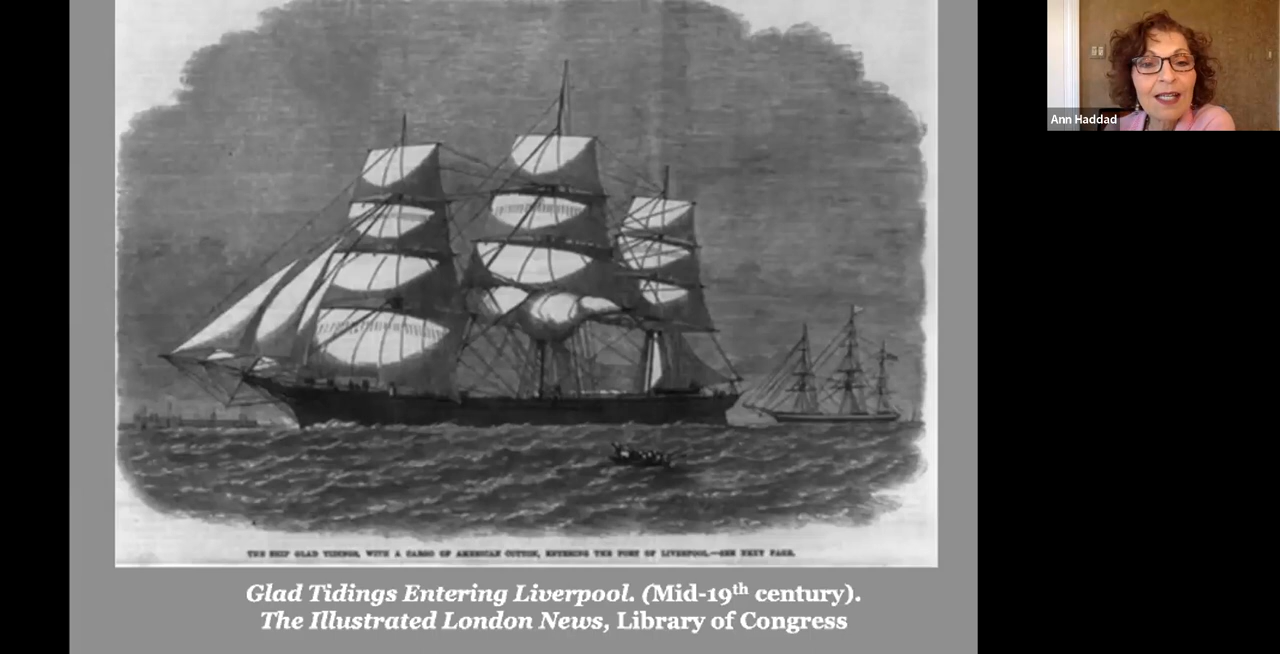 Ann Haddad
THE SHIP GLAD TIDINGS, WITH A CARGO OF AMERICAN COTTON, ENTERING THE PORT OF LIVERPOOL.—SEE NEXT PAGE.
Glad Tidings Entering Liverpool. (Mid-19th century).
The Illustrated London News, Library of Congress